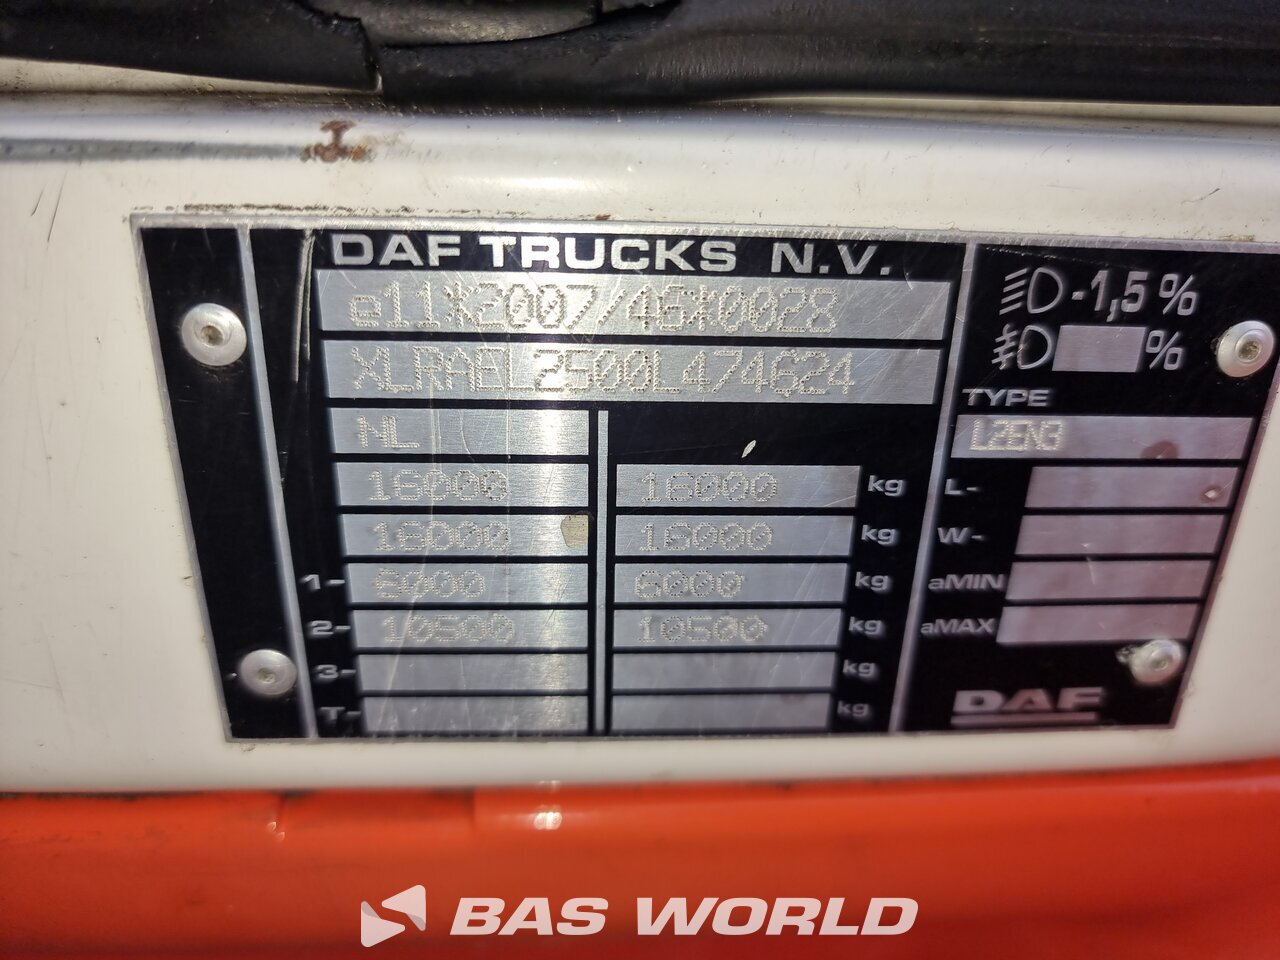 DAF TRUCKS N.V.
e11*2007/46*0028
XLRAEL2500L474624
NL
16000 16000 kg
16000 16000 kg
1- 6000 6000 kg
2- 10500 10500 kg
3- kg
T- kg
-1,5%
%
TYPE
L2EN3
L-
W-
aMIN
aMAX
DAF
BAS WORLD